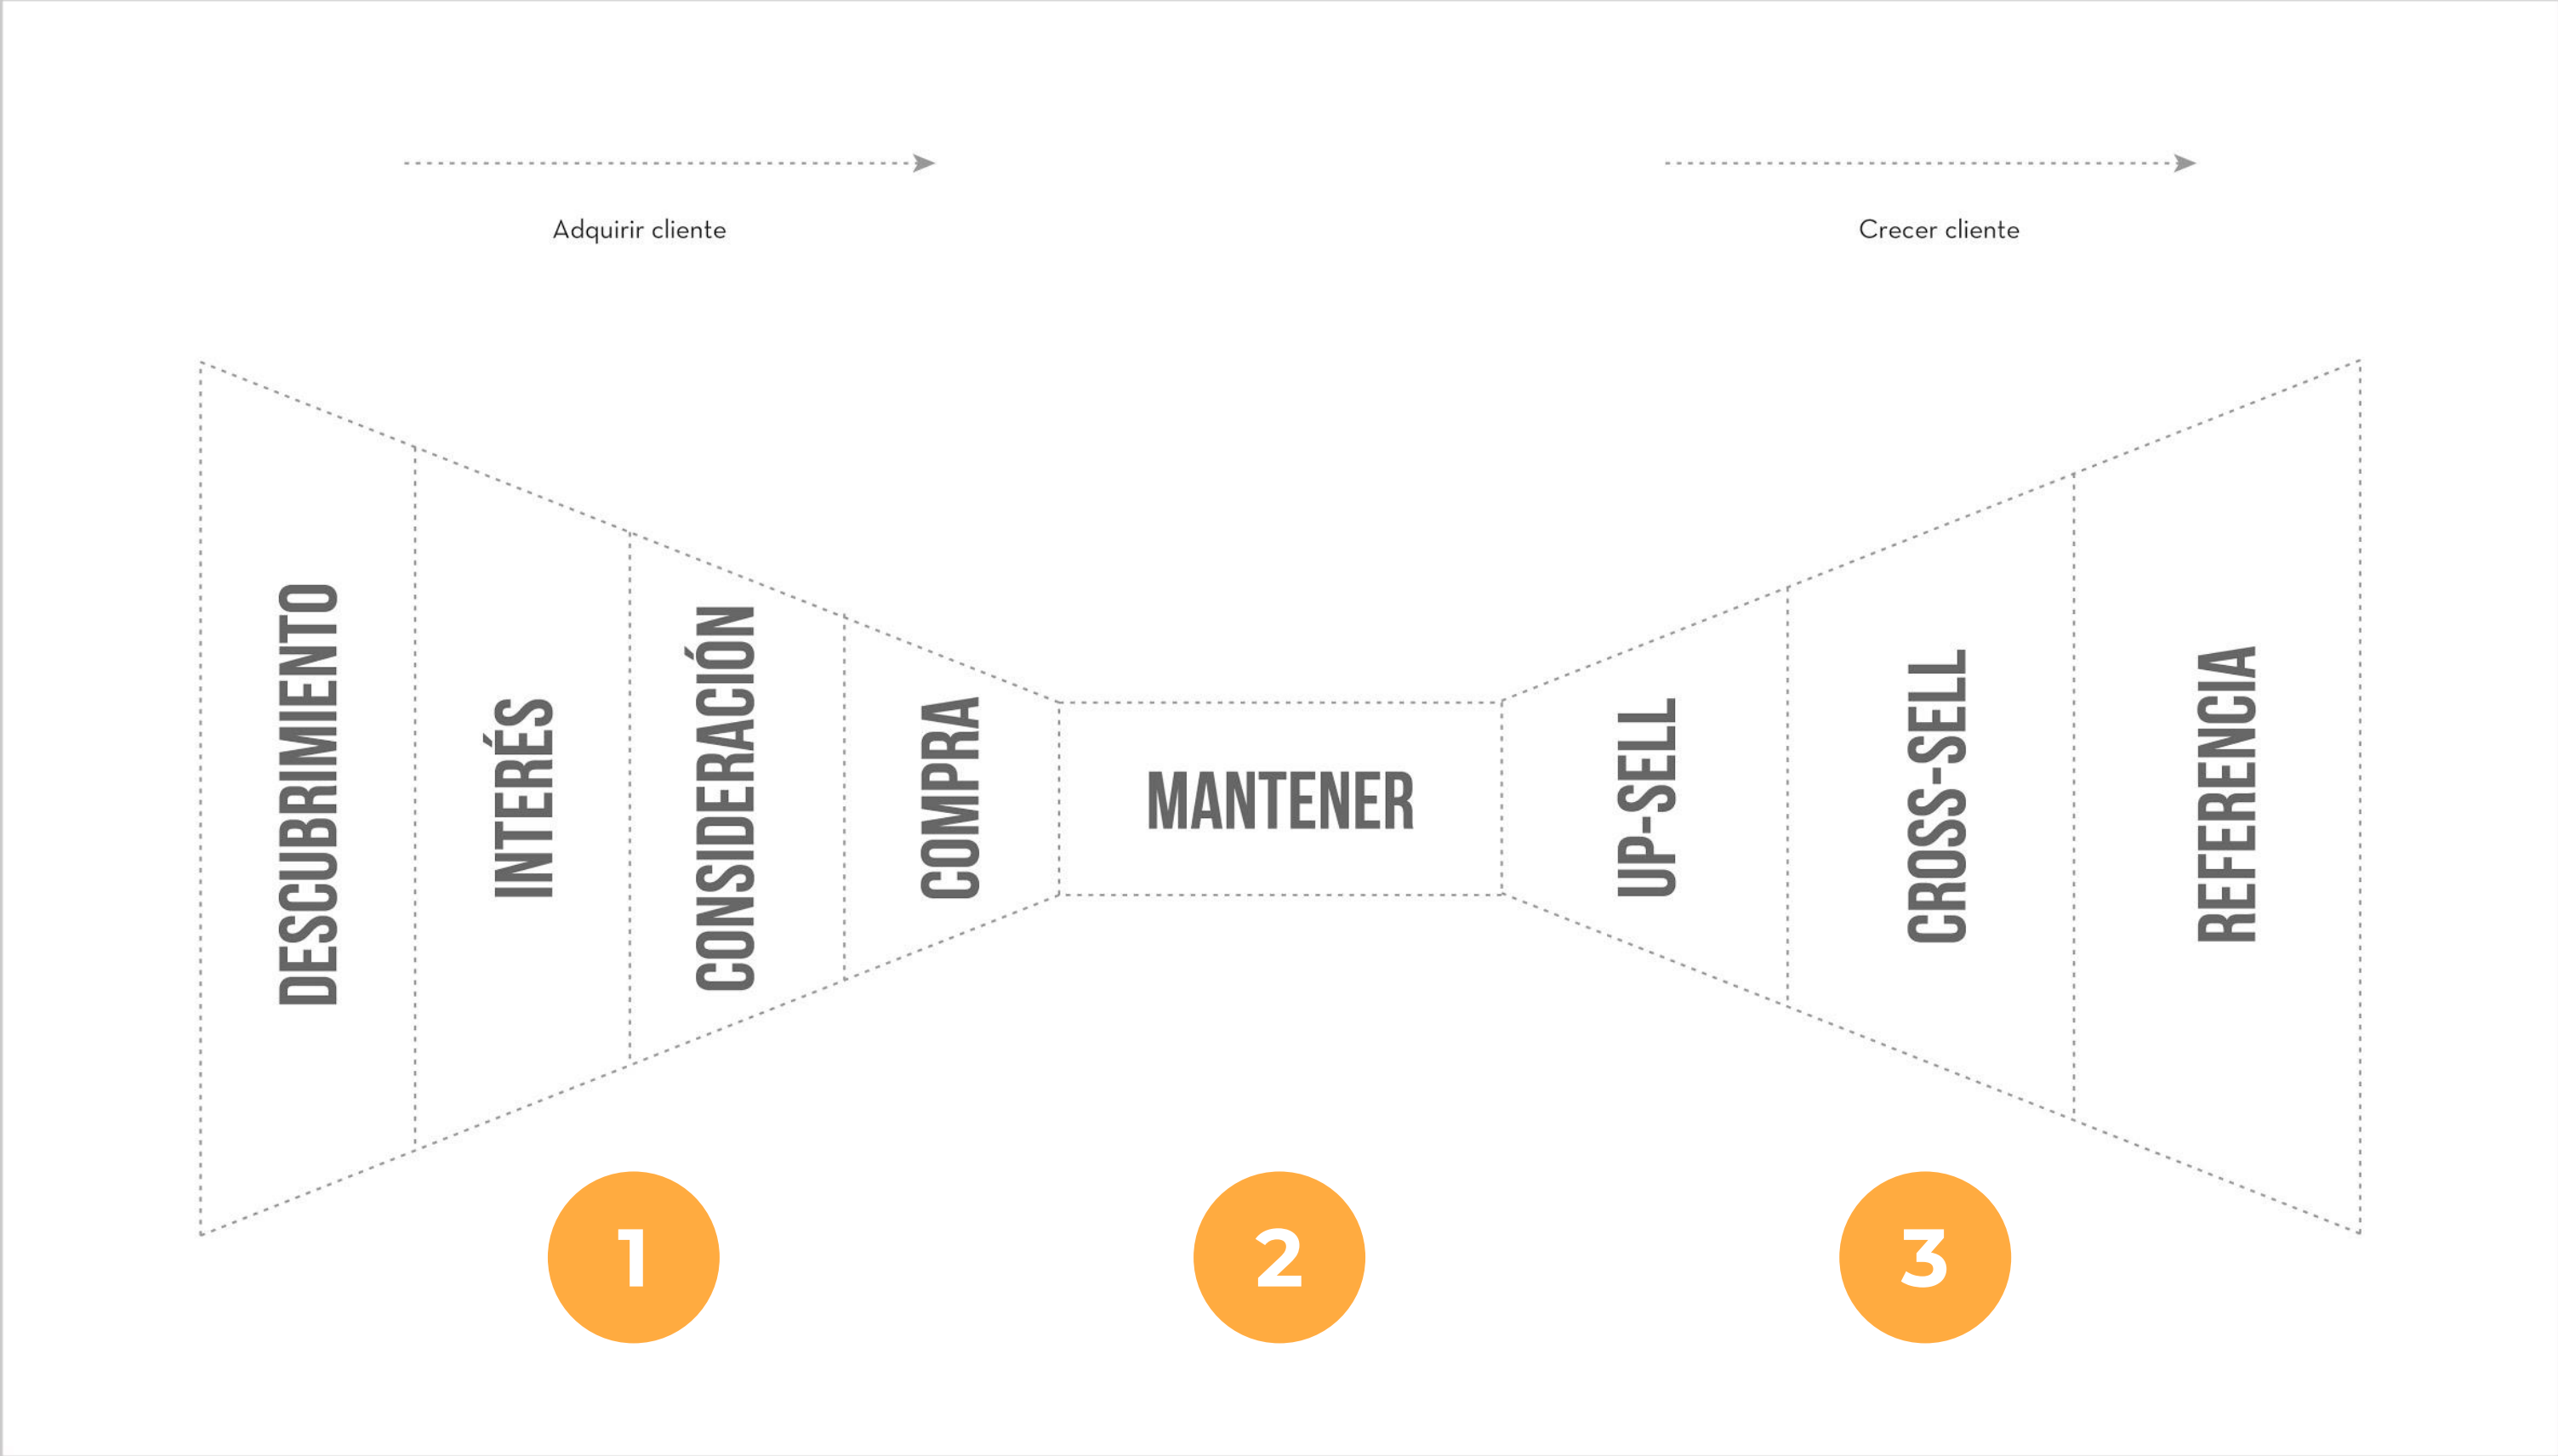 Adquirir cliente
Crecer cliente
DESCUBRIMIENTO
INTERÉS
CONSIDERACIÓN
COMPRA
MANTENER
UP-SELL
CROSS-SELL
REFERENCIA
1
2
3